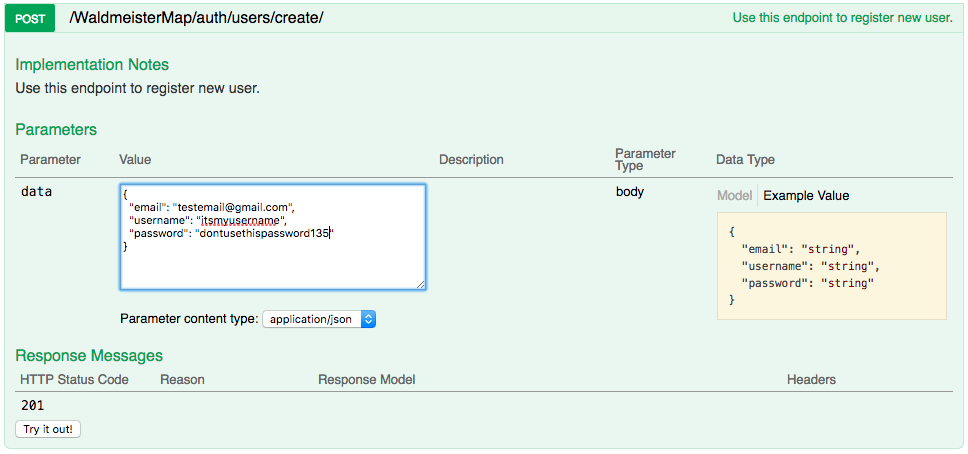 POST /WaldmeisterMap/auth/users/create/ Use this endpoint to register new user.
Implementation Notes
Use this endpoint to register new user.
Parameters
Parameter Value Description Parameter Type Data Type
data
{
"email": "testemail@gmail.com",
"username": "itsmyusername",
"password": "dontusethispassword135"
}
Parameter content type: application/json
body
Model Example Value
{
"email": "string",
"username": "string",
"password": "string"
}
Response Messages
HTTP Status Code Reason Response Model Headers
201
Try it out!